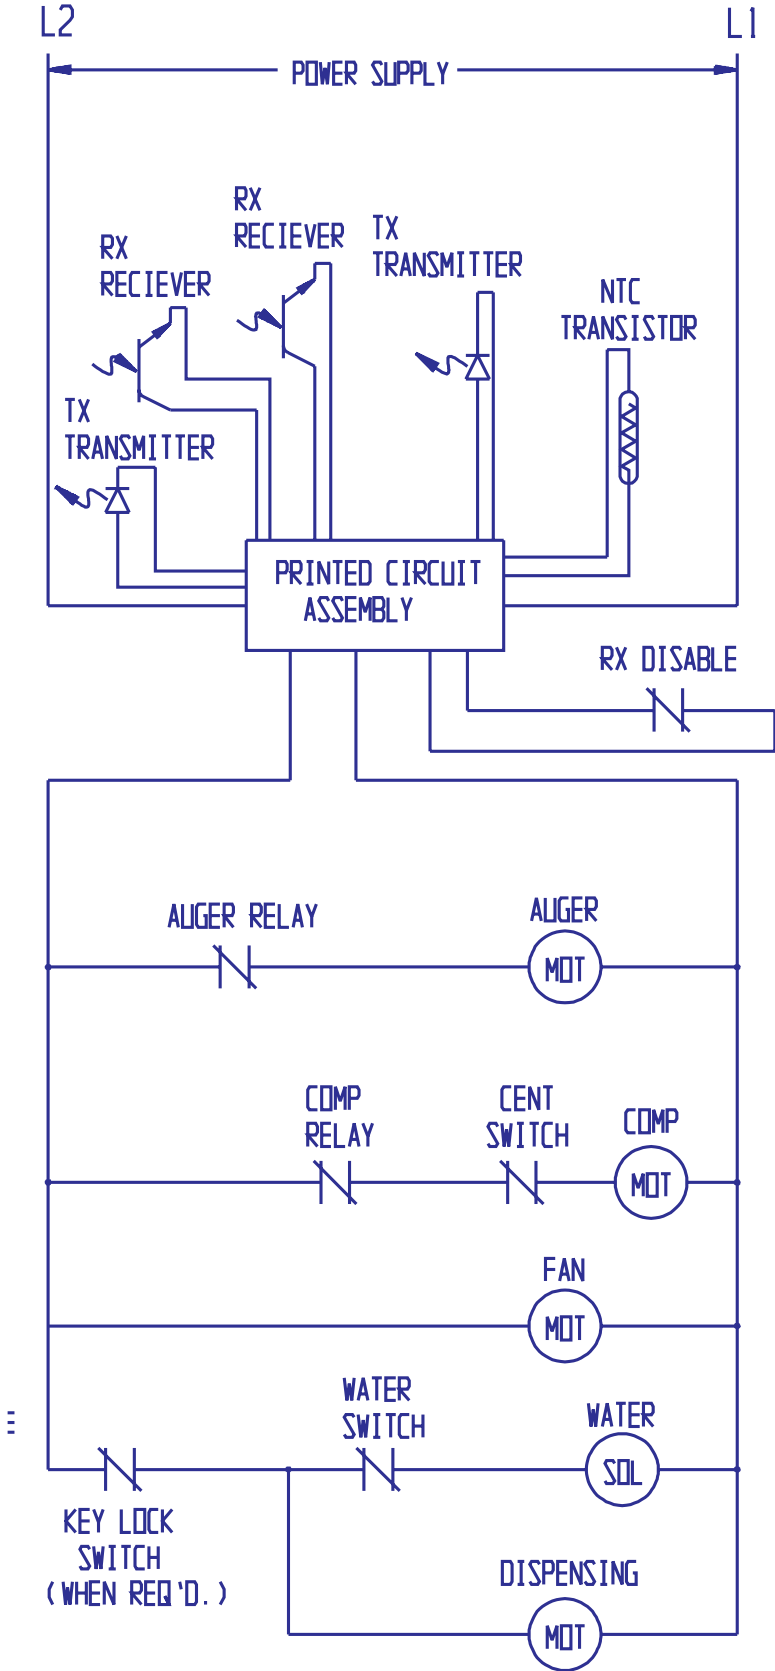 L2
L1
POWER SUPPLY
RX
RECIEVER
TX
TRANSMITTER
RX
RECIEVER
NTC
TRANSISTOR
TX
TRANSMITTER
PRINTED CIRCUIT
ASSEMBLY
RX DISABLE
AUGER RELAY
AUGER
MOT
COMP
RELAY
CENT
SWITCH
COMP
MOT
FAN
MOT
WATER
SWITCH
WATER
SOL
KEY LOCK
SWITCH
(WHEN REQ'D.)
DISPENSING
MOT